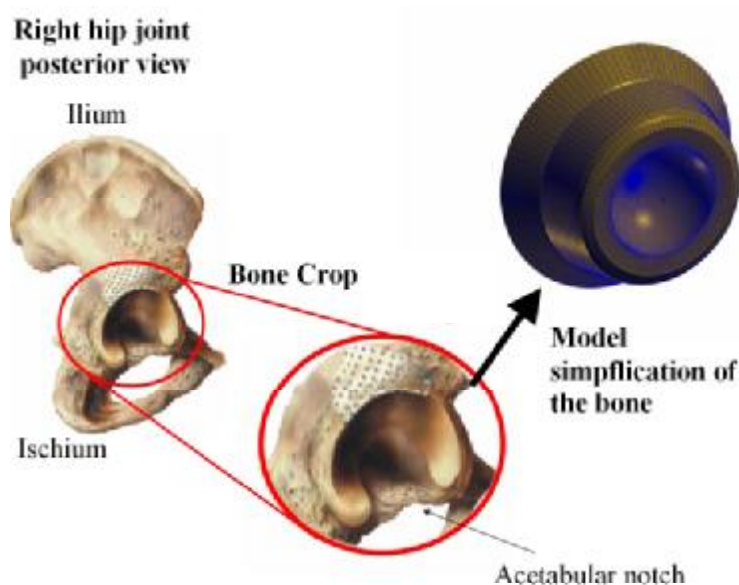 Right hip joint
posterior view
Ilium
Bone Crop
Model
simpflication of
the bone
Ischium
Acetabular notch